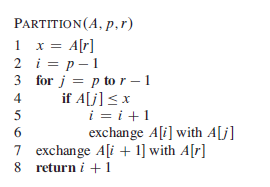 PARTITION(A, p, r)
1 x = A[r]
2 i = p − 1
3 for j = p to r − 1
4 if A[j] ≤ x
5 i = i + 1
6 exchange A[i] with A[j]
7 exchange A[i + 1] with A[r]
8 return i + 1